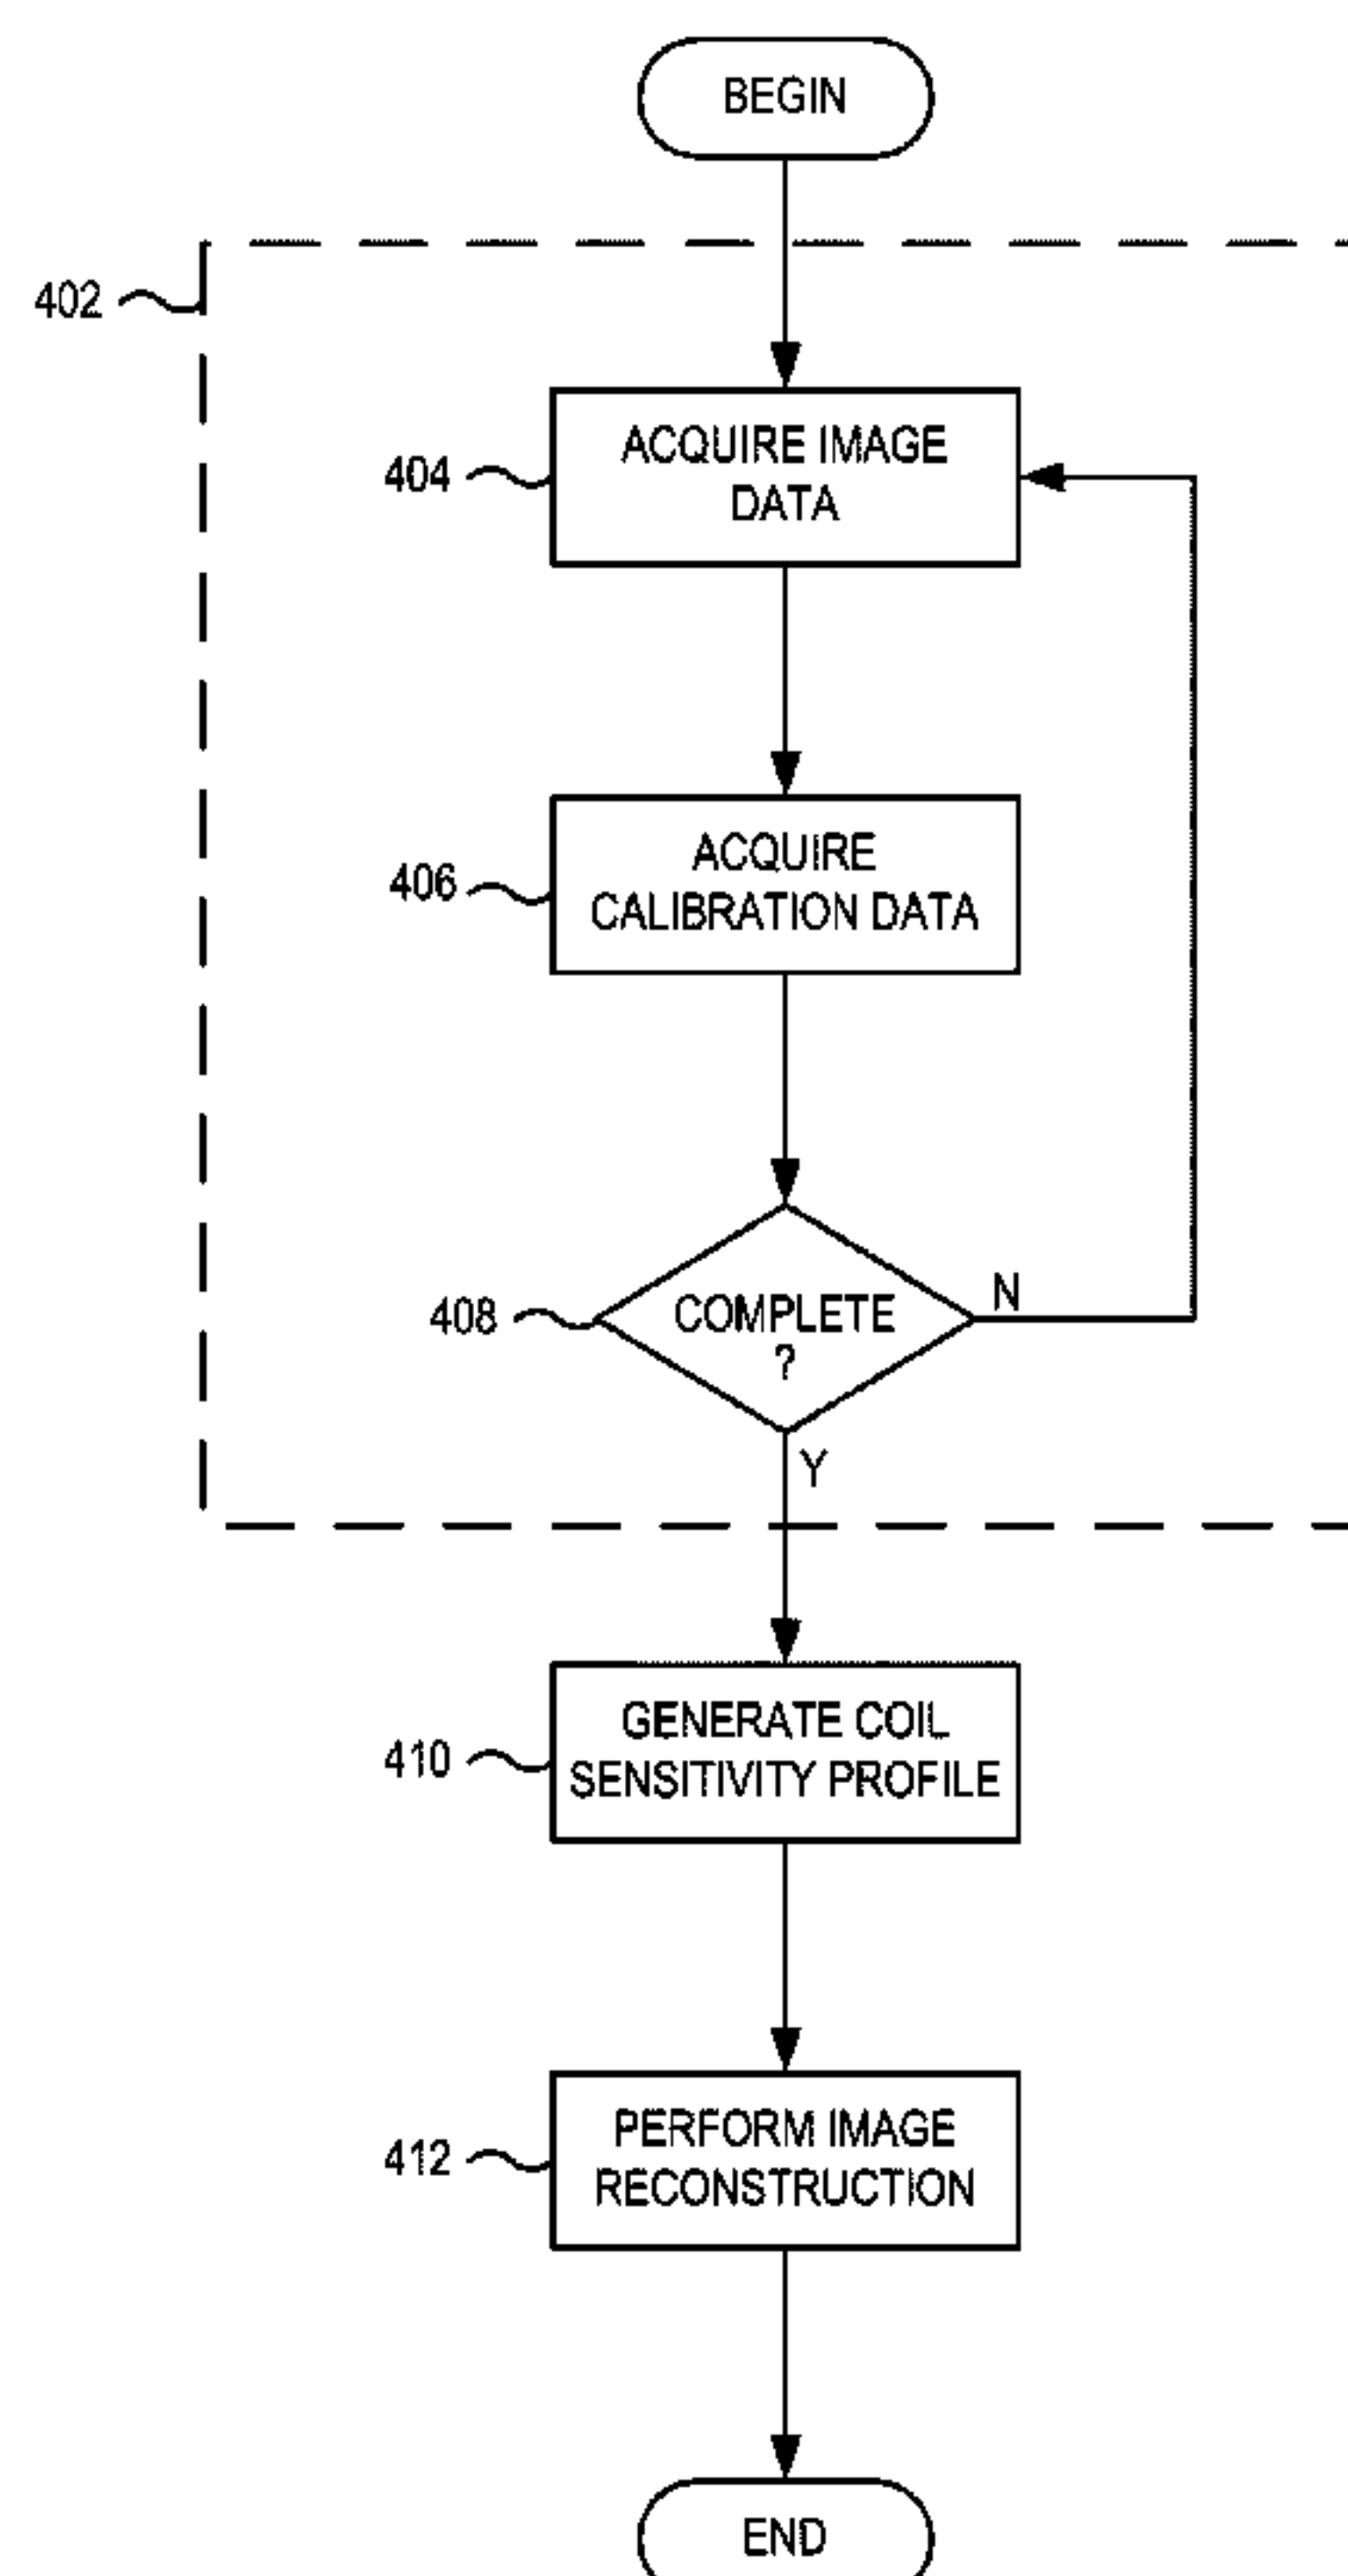 BEGIN
402
404
ACQUIRE IMAGE
DATA
406
ACQUIRE
CALIBRATION DATA
408
COMPLETE
?
N
Y
410
GENERATE COIL
SENSITIVITY PROFILE
412
PERFORM IMAGE
RECONSTRUCTION
END